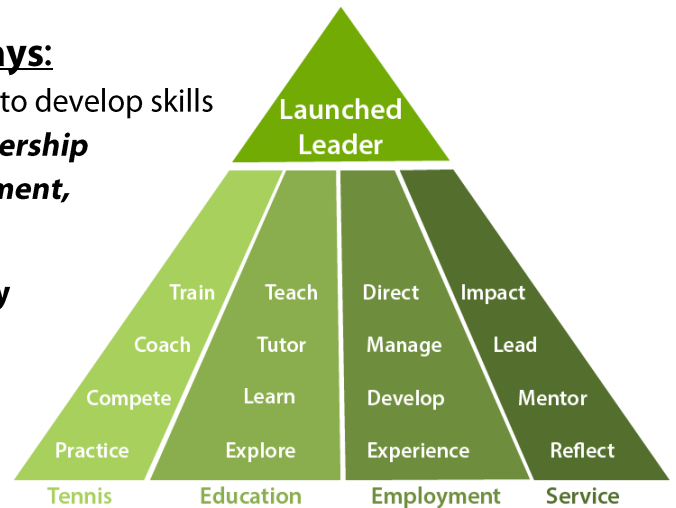 ays:
to develop skills
ership
ment,
y
Launched
Leader
Train Teach Direct Impact
Coach Tutor Manage Lead
Compete Learn Develop Mentor
Practice Explore Experience Reflect
Tennis Education Employment Service